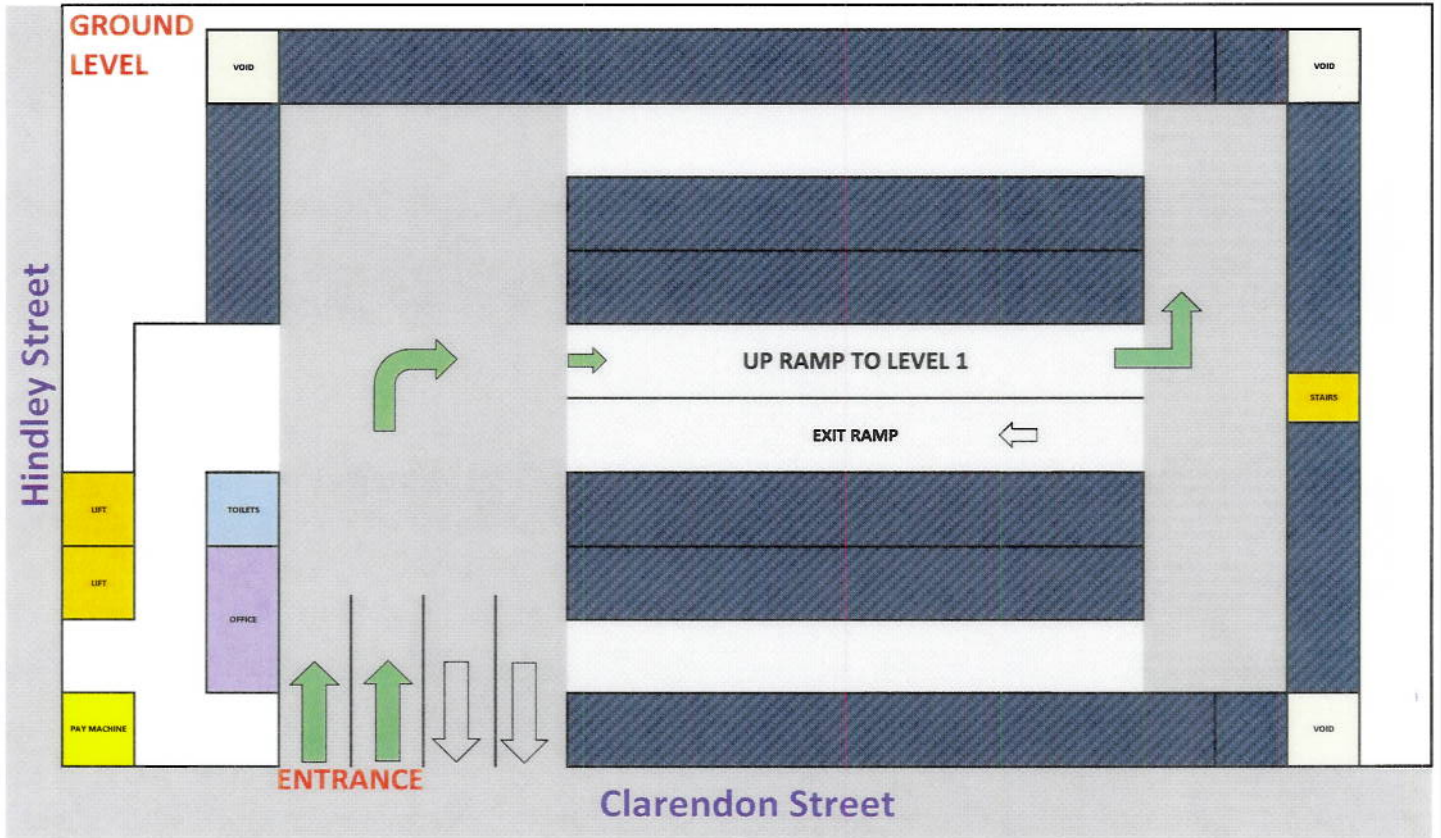 GROUND
LEVEL
VOID
VOID
Hindley Street
UP RAMP TO LEVEL 1
STAIRS
EXIT RAMP
LIFT
TOILETS
LIFT
OFFICE
PAY MACHINE
VOID
ENTRANCE
Clarendon Street